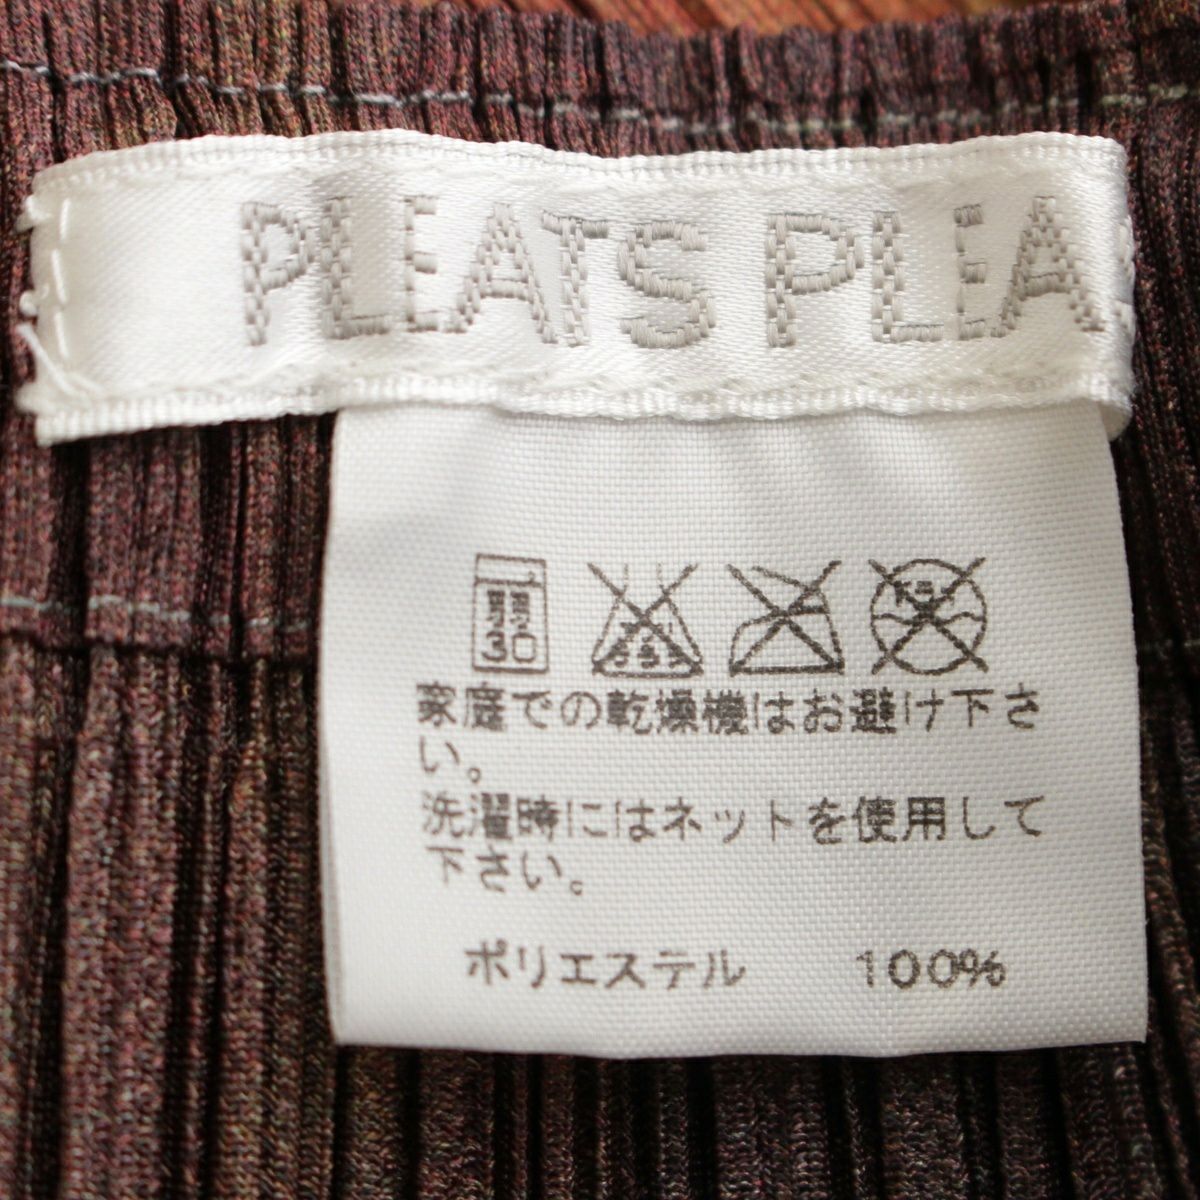 PLEATS PLEA
家庭での乾燥機はお避け下さ
い。
洗濯時にはネットを使用して
下さい。
ポリエステル 100%